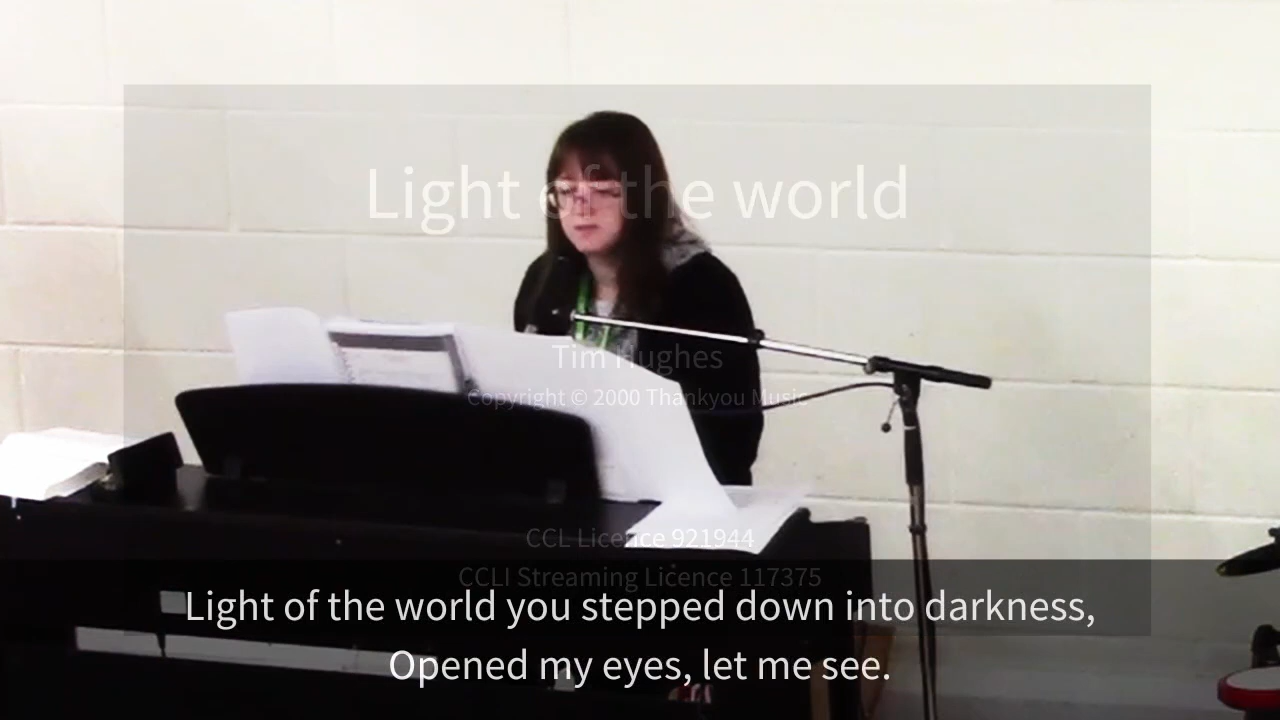 Light of the world
Tim Hughes
Copyright © 2000 Thankyou Music
CCL Licence 921944
CCLI Streaming Licence 117375
Light of the world you stepped down into darkness,
Opened my eyes, let me see.